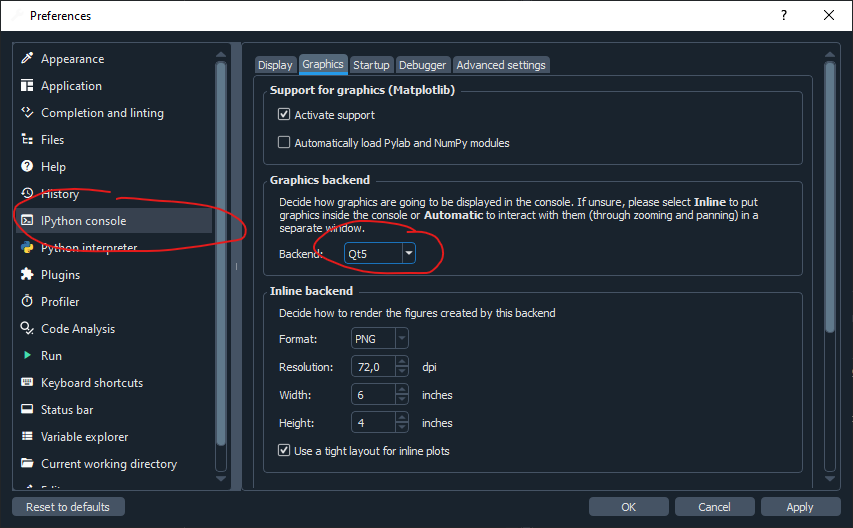 Preferences
?
Appearance
Application
Completion and linting
Files
Help
History
IPython console
Python interpreter
Plugins
Profiler
Code Analysis
Run
Keyboard shortcuts
Status bar
Variable explorer
Current working directory
Display Graphics Startup Debugger Advanced settings
Support for graphics (Matplotlib)
Activate support
Automatically load Pylab and NumPy modules
Graphics backend
Decide how graphics are going to be displayed in the console. If unsure, please select Inline to put
graphics inside the console or Automatic to interact with them (through zooming and panning) in a
separate window.
Backend: Qt5
Inline backend
Decide how to render the figures created by this backend
Format: PNG
Resolution: 72,0 dpi
Width: 6 inches
Height: 4 inches
Use a tight layout for inline plots
Reset to defaults
OK Cancel Apply